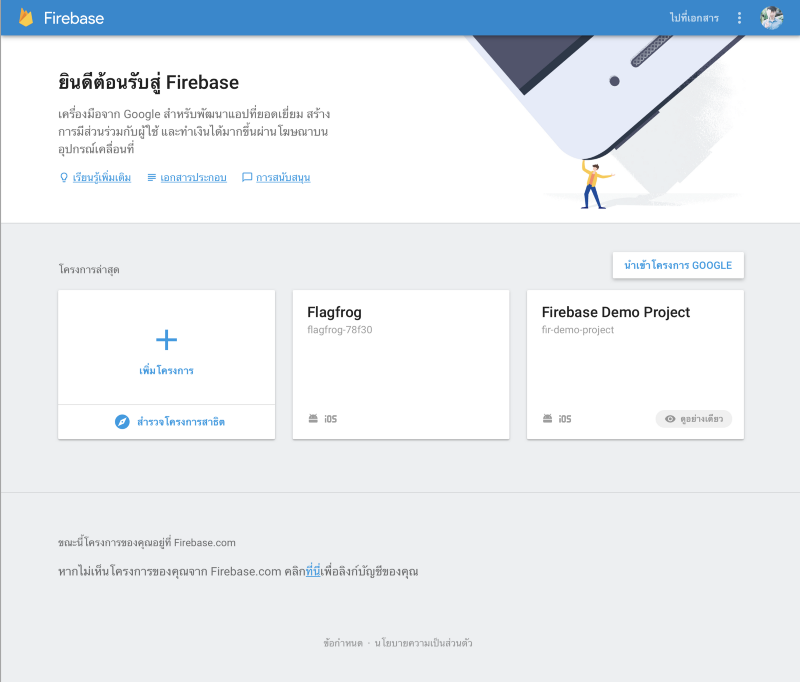 Firebase
ไปที่เอกสาร
ยินดีต้อนรับสู่ Firebase
เครื่องมือจาก Google สำหรับพัฒนาแอปที่ยอดเยี่ยม สร้าง
การมีส่วนร่วมกับผู้ใช้ และทำเงินได้มากขึ้นผ่านโฆษณาบน
อุปกรณ์เคลื่อนที่
เรียนรู้เพิ่มเติม เอกสารประกอบ การสนับสนุน
โครงการล่าสุด
นำเข้าโครงการ GOOGLE
เพิ่มโครงการ
สำรวจโครงการสาธิต
Flagfrog
flagfrog-78f30
iOS
Firebase Demo Project
fir-demo-project
iOS
ดูอย่างเดียว
ขณะนี้โครงการของคุณอยู่ที่ Firebase.com
หากไม่เห็นโครงการของคุณจาก Firebase.com คลิกที่นี่เพื่อลิงก์บัญชีของคุณ
ข้อกำหนด · นโยบายความเป็นส่วนตัว